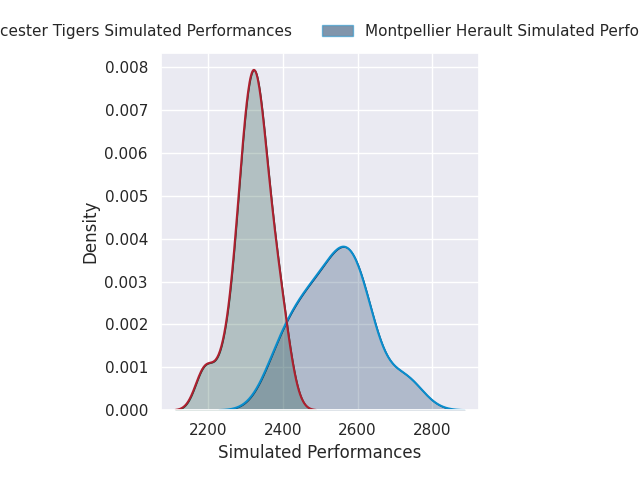 cester Tigers Simulated Performances
Montpellier Herault Simulated Perfo
0.008
0.007
0.006
0.005
0.004
0.003
0.002
0.001
0.000
Density
2200 2400 2600 2800
Simulated Performances